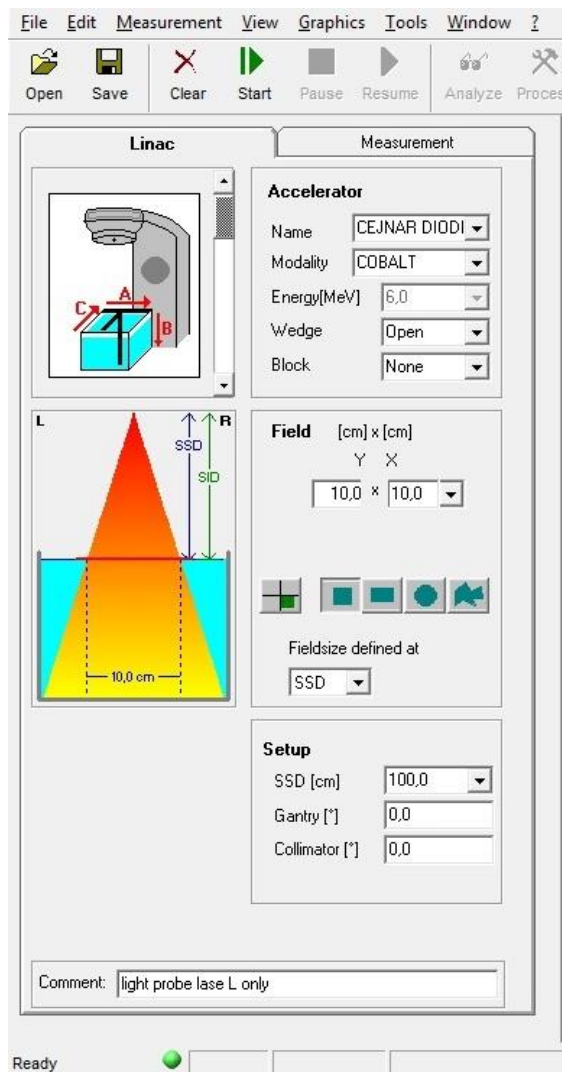 File Edit Measurement View Graphics Tools Window ?
Open Save Clear Start Pause Resume Analyze Proces
Linac Measurement
A
C
B
Accelerator
Name CEJNAR DIODI
Modality COBALT
Energy[MeV] 6,0
Wedge Open
Block None
L R
SSD
SID
10,0 cm
Field [cm] x [cm]
Y X
10,0 x 10,0
Fieldsize defined at
SSD
Setup
SSD [cm] 100,0
Gantry [°] 0,0
Collimator [°] 0,0
Comment: light probe lase L only
Ready